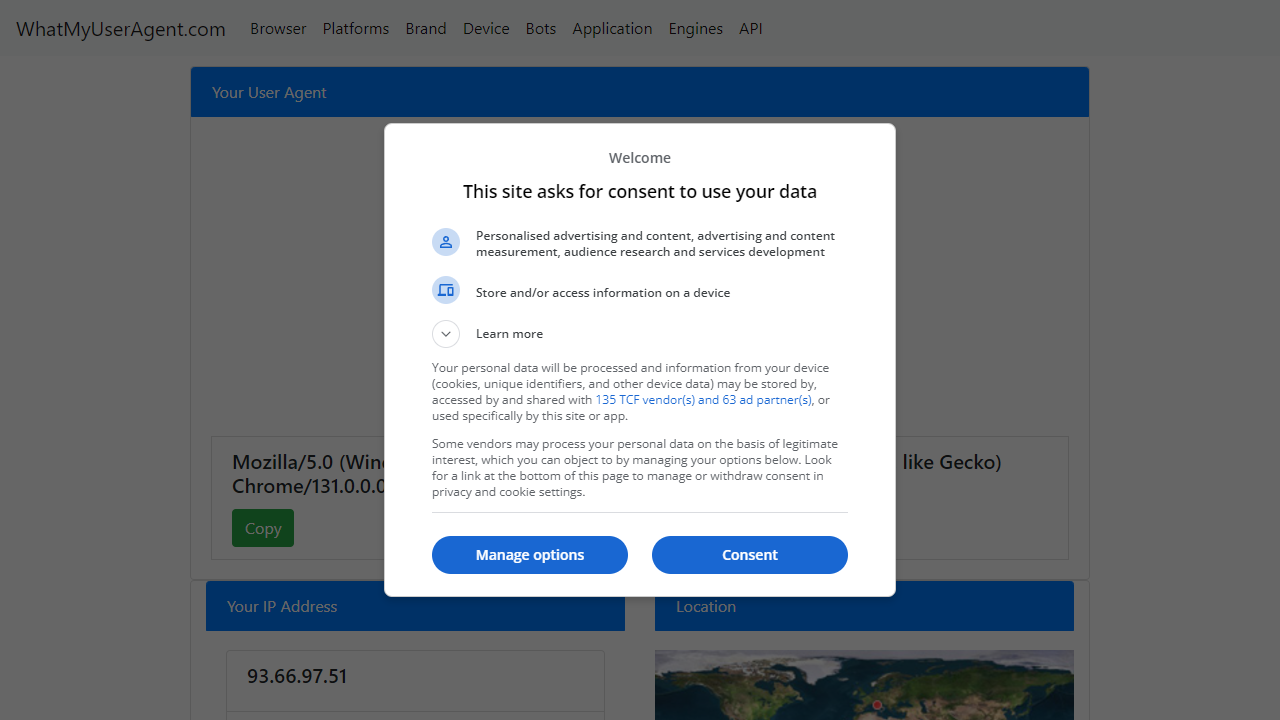 WhatMyUserAgent.com Browser Platforms Brand Device Bots Application Engines API
Your User Agent
Welcome
This site asks for consent to use your data
Personalised advertising and content, advertising and content
measurement, audience research and services development
Store and/or access information on a device
Learn more
Your personal data will be processed and information from your device
(cookies, unique identifiers, and other device data) may be stored by,
accessed by and shared with 135 TCF vendor(s) and 63 ad partner(s), or
used specifically by this site or app.
Some vendors may process your personal data on the basis of legitimate
interest, which you can object to by managing your options below. Look
for a link at the bottom of this page to manage or withdraw consent in
privacy and cookie settings.
Manage options Consent
Mozilla/5.0 like Gecko)
Chrome/131.0.0.0
Copy
Your IP Address
Location
93.66.97.51